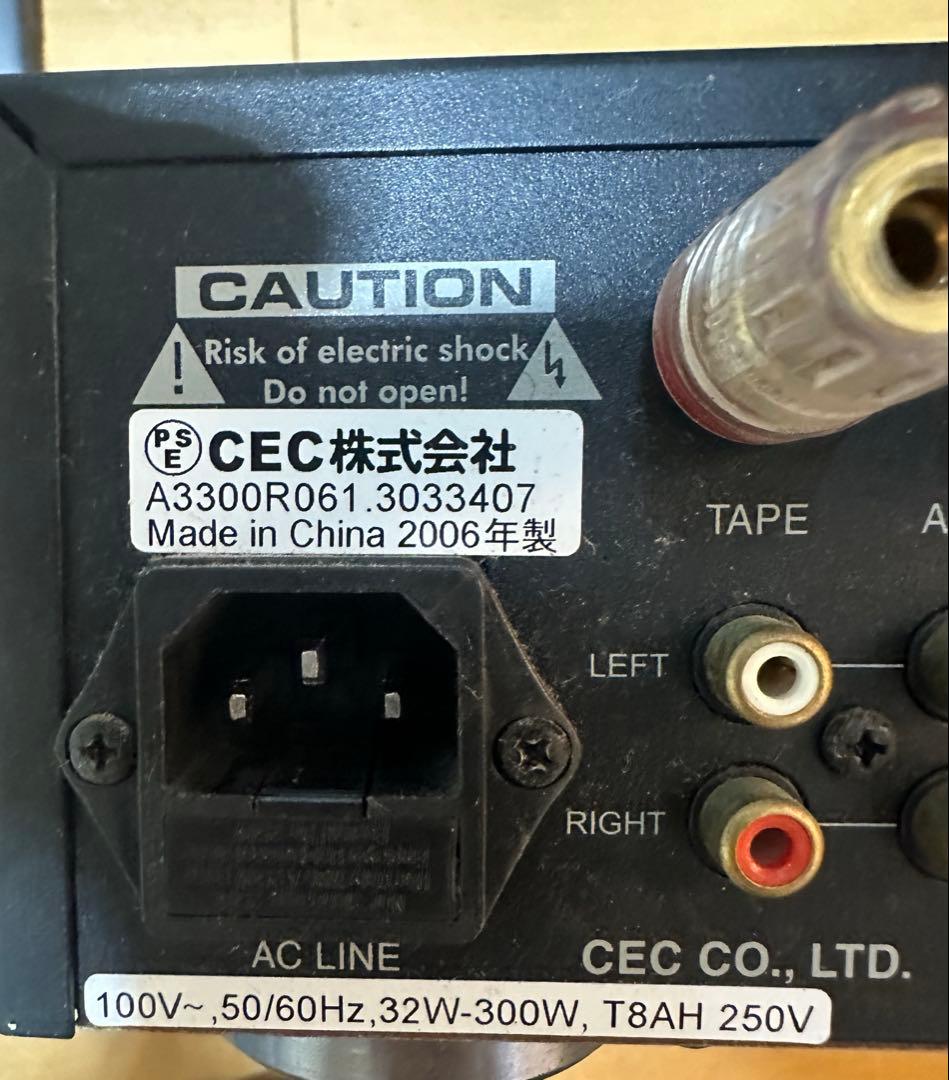 CAUTION
Risk of electric shock
Do not open!
PSE CEC株式会社
A3300R061.3033407
Made in China 2006年製
TAPE
A
LEFT
RIGHT
AC LINE
CEC CO., LTD.
100V~,50/60Hz,32W-300W, T8AH 250V